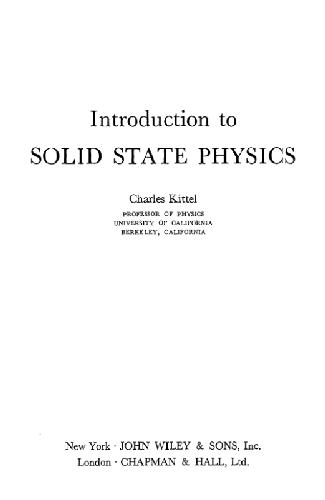 Introduction to
SOLID STATE PHYSICS
Charles Kittel
PROFESSOR OF PHYSICS
UNIVERSITY OF CALIFORNIA
BERKELEY, CALIFORNIA
New York · JOHN WILEY & SONS, Inc.
London · CHAPMAN & HALL, Ltd.